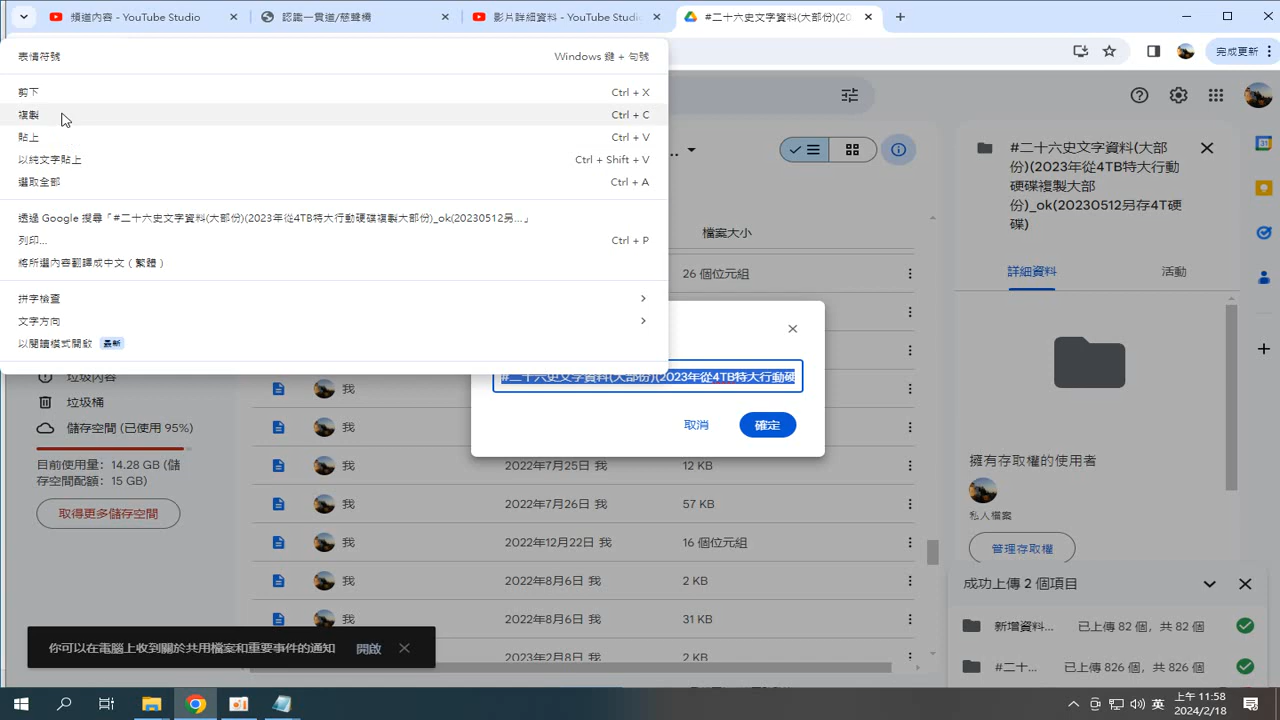 頻道內容 - YouTube Studio
認識一貫道/慈聲機
影片詳細資料 - YouTube Studi
#二十六史文字資料(大部份)(20
完成更新
表情符號 Windows 鍵 + 句號
剪下 Ctrl + X
複製 Ctrl + C
貼上 Ctrl + V
以純文字貼上 Ctrl + Shift + V
選取全部 Ctrl + A
透過 Google 搜尋「#二十六史文字資料(大部份)(2023年從4TB特大行動硬碟複製大部份)_ok(20230512另...」
列印... Ctrl + P
將所選內容翻譯成中文 ( 繁體 )
拼字檢查
文字方向
以閱讀模式開啟 最新
#二十六史文字資料(大部份)(2023年從4TB特大行動硬
取消 確定
垃圾內容
垃圾桶
儲存空間 (已使用 95%)
目前使用量：14.28 GB (儲
存空間配額：15 GB)
取得更多儲存空間
檔案大小
26 個位元組
我
我
我 2022年7月25日 我 12 KB
我 2022年7月26日 我 57 KB
我 2022年12月22日 我 16 個位元組
我 2022年8月6日 我 2 KB
我 2022年8月6日 我 31 KB
2023年2月8日 我 2 KB
#二十六史文字資料(大部
份)(2023年從4TB特大行動
硬碟複製大部
份)_ok(20230512另存4T硬
碟)
詳細資料 活動
擁有存取權的使用者
私人檔案
管理存取權
成功上傳 2 個項目
新增資料... 已上傳 82 個，共 82 個
#二十... 已上傳 826 個，共 826 個
你可以在電腦上收到關於共用檔案和重要事件的通知 開啟
英
上午 11:58
2024/2/18